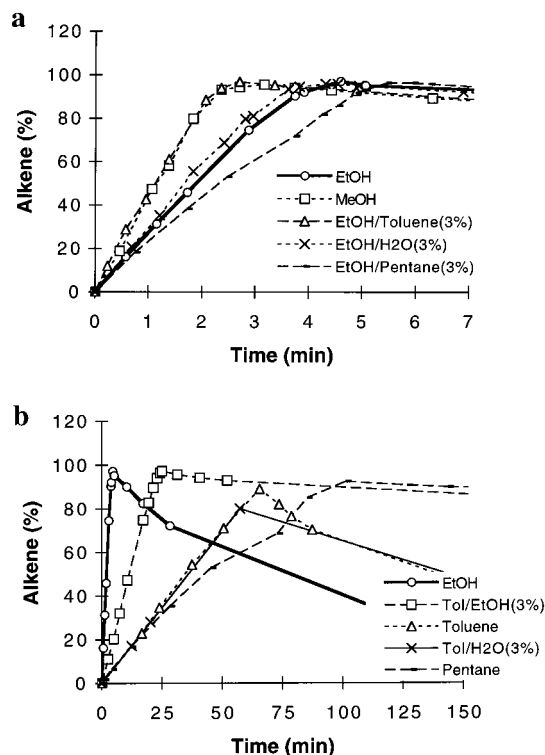 a
120
100
80
60
40
20
0
Alkene (%)
EtOH
MeOH
EtOH/Toluene(3%)
EtOH/H2O(3%)
EtOH/Pentane(3%)
0 1 2 3 4 5 6 7
Time (min)
b
120
100
80
60
40
20
0
Alkene (%)
EtOH
Tol/EtOH(3%)
Toluene
Tol/H2O(3%)
Pentane
0 25 50 75 100 125 150
Time (min)